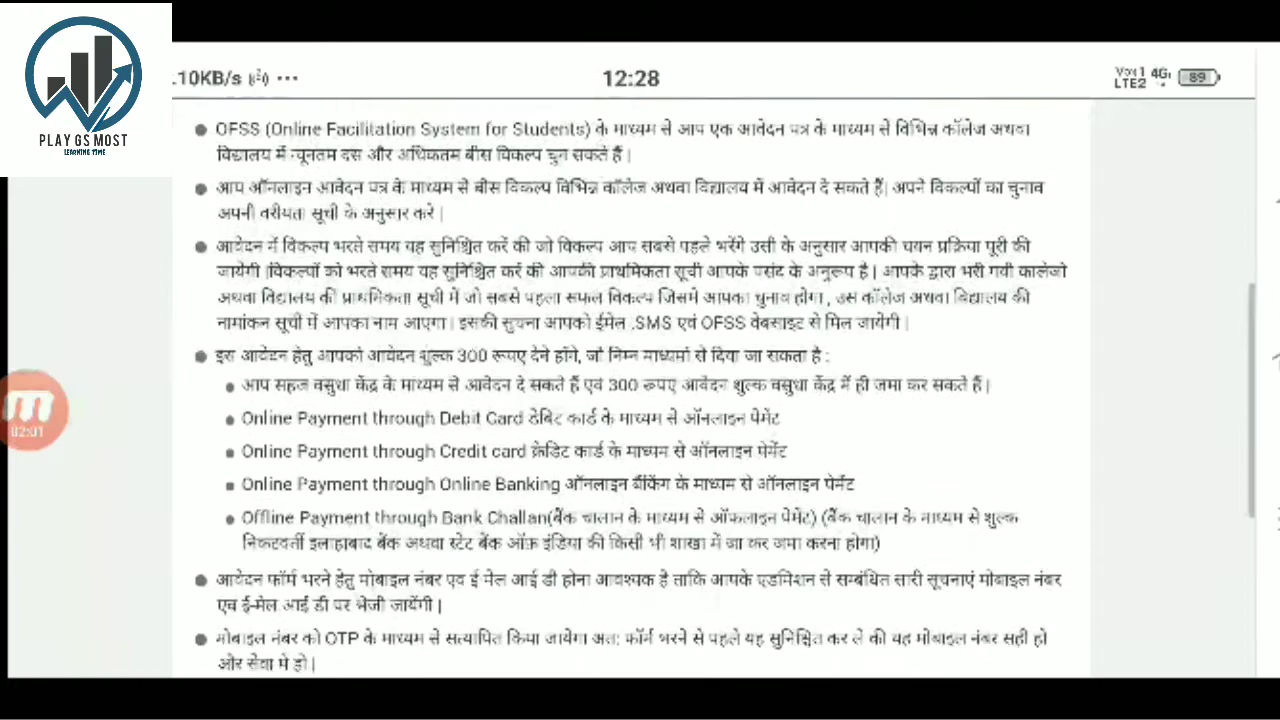 PLAY GS MOST
LEARNING TIME
.10KB/s ... 12:28 Vo) 1 4G LTE2 89
OFSS (Online Facilitation System for Students) के माध्यम से आप एक आवेदन पत्र के माध्यम से विभिन्न कॉलेज अथवा
विद्यालय में न्यूनतम दस और अधिकतम बीस विकल्प चुन सकते हैं |
आप ऑनलाइन आवेदन पत्र के माध्यम से बीस विकल्प विभिन्न कॉलेज अथवा विद्यालय में आवेदन दे सकते हैं| अपने विकल्पों का चुनाव
अपनी वरीयता सूची के अनुसार करे |
आवेदन में विकल्प भरते समय यह सुनिश्चित करें की जो विकल्प आप सबसे पहले भरेंगे उसी के अनुसार आपकी चयन प्रक्रिया पूरी की
जायेगी |विकल्पों को भरते समय यह सुनिश्चित करें की आपकी प्राथमिकता सूची आपके पसंद के अनुरूप है | आपके द्वारा भरी गयी कालेजो
अथवा विद्यालय की प्राथमिकता सूची में जो सबसे पहला सफल विकल्प जिसमे आपका चुनाव होगा , उस कॉलेज अथवा विद्यालय की
नामांकन सूची में आपका नाम आएगा | इसकी सुचना आपको ईमेल ,SMS एवं OFSS वेबसाइट से मिल जायेगी |
इस आवेदन हेतु आपको आवेदन शुल्क 300 रूपए देने होंगे, जो निम्न माध्यमों से दिया जा सकता है :
आप सहज वसुधा केंद्र के माध्यम से आवेदन दे सकते हैं एवं 300 रूपए आवेदन शुल्क वसुधा केंद्र में ही जमा कर सकते हैं |
Online Payment through Debit Card डेबिट कार्ड के माध्यम से ऑनलाइन पेमेंट
Online Payment through Credit card क्रेडिट कार्ड के माध्यम से ऑनलाइन पेमेंट
Online Payment through Online Banking ऑनलाइन बैंकिंग के माध्यम से ऑनलाइन पेमेंट
Offline Payment through Bank Challan(बैंक चालान के माध्यम से ऑफलाइन पेमेंट) (बैंक चालान के माध्यम से शुल्क
निकटवर्ती इलाहाबाद बेंक अथवा स्टेट बेंक ऑफ़ इंडिया की किसी भी शाखा में जा कर जमा करना होगा)
आवेदन फॉर्म भरने हेतु मोबाइल नंबर एव ई मेल आई डी होना आवश्यक है ताकि आपके एडमिशन से सम्बंधित सारी सूचनाएं मोबाइल नंबर
एव ई-मेल आई डी पर भेजी जायेंगी |
मोबाइल नंबर को OTP के माध्यम से सत्यापित किया जायेगा अत: फॉर्म भरने से पहले यह सुनिश्चित कर ले की यह मोबाइल नंबर सही हो
ओर सेवा मे हो |
02:01